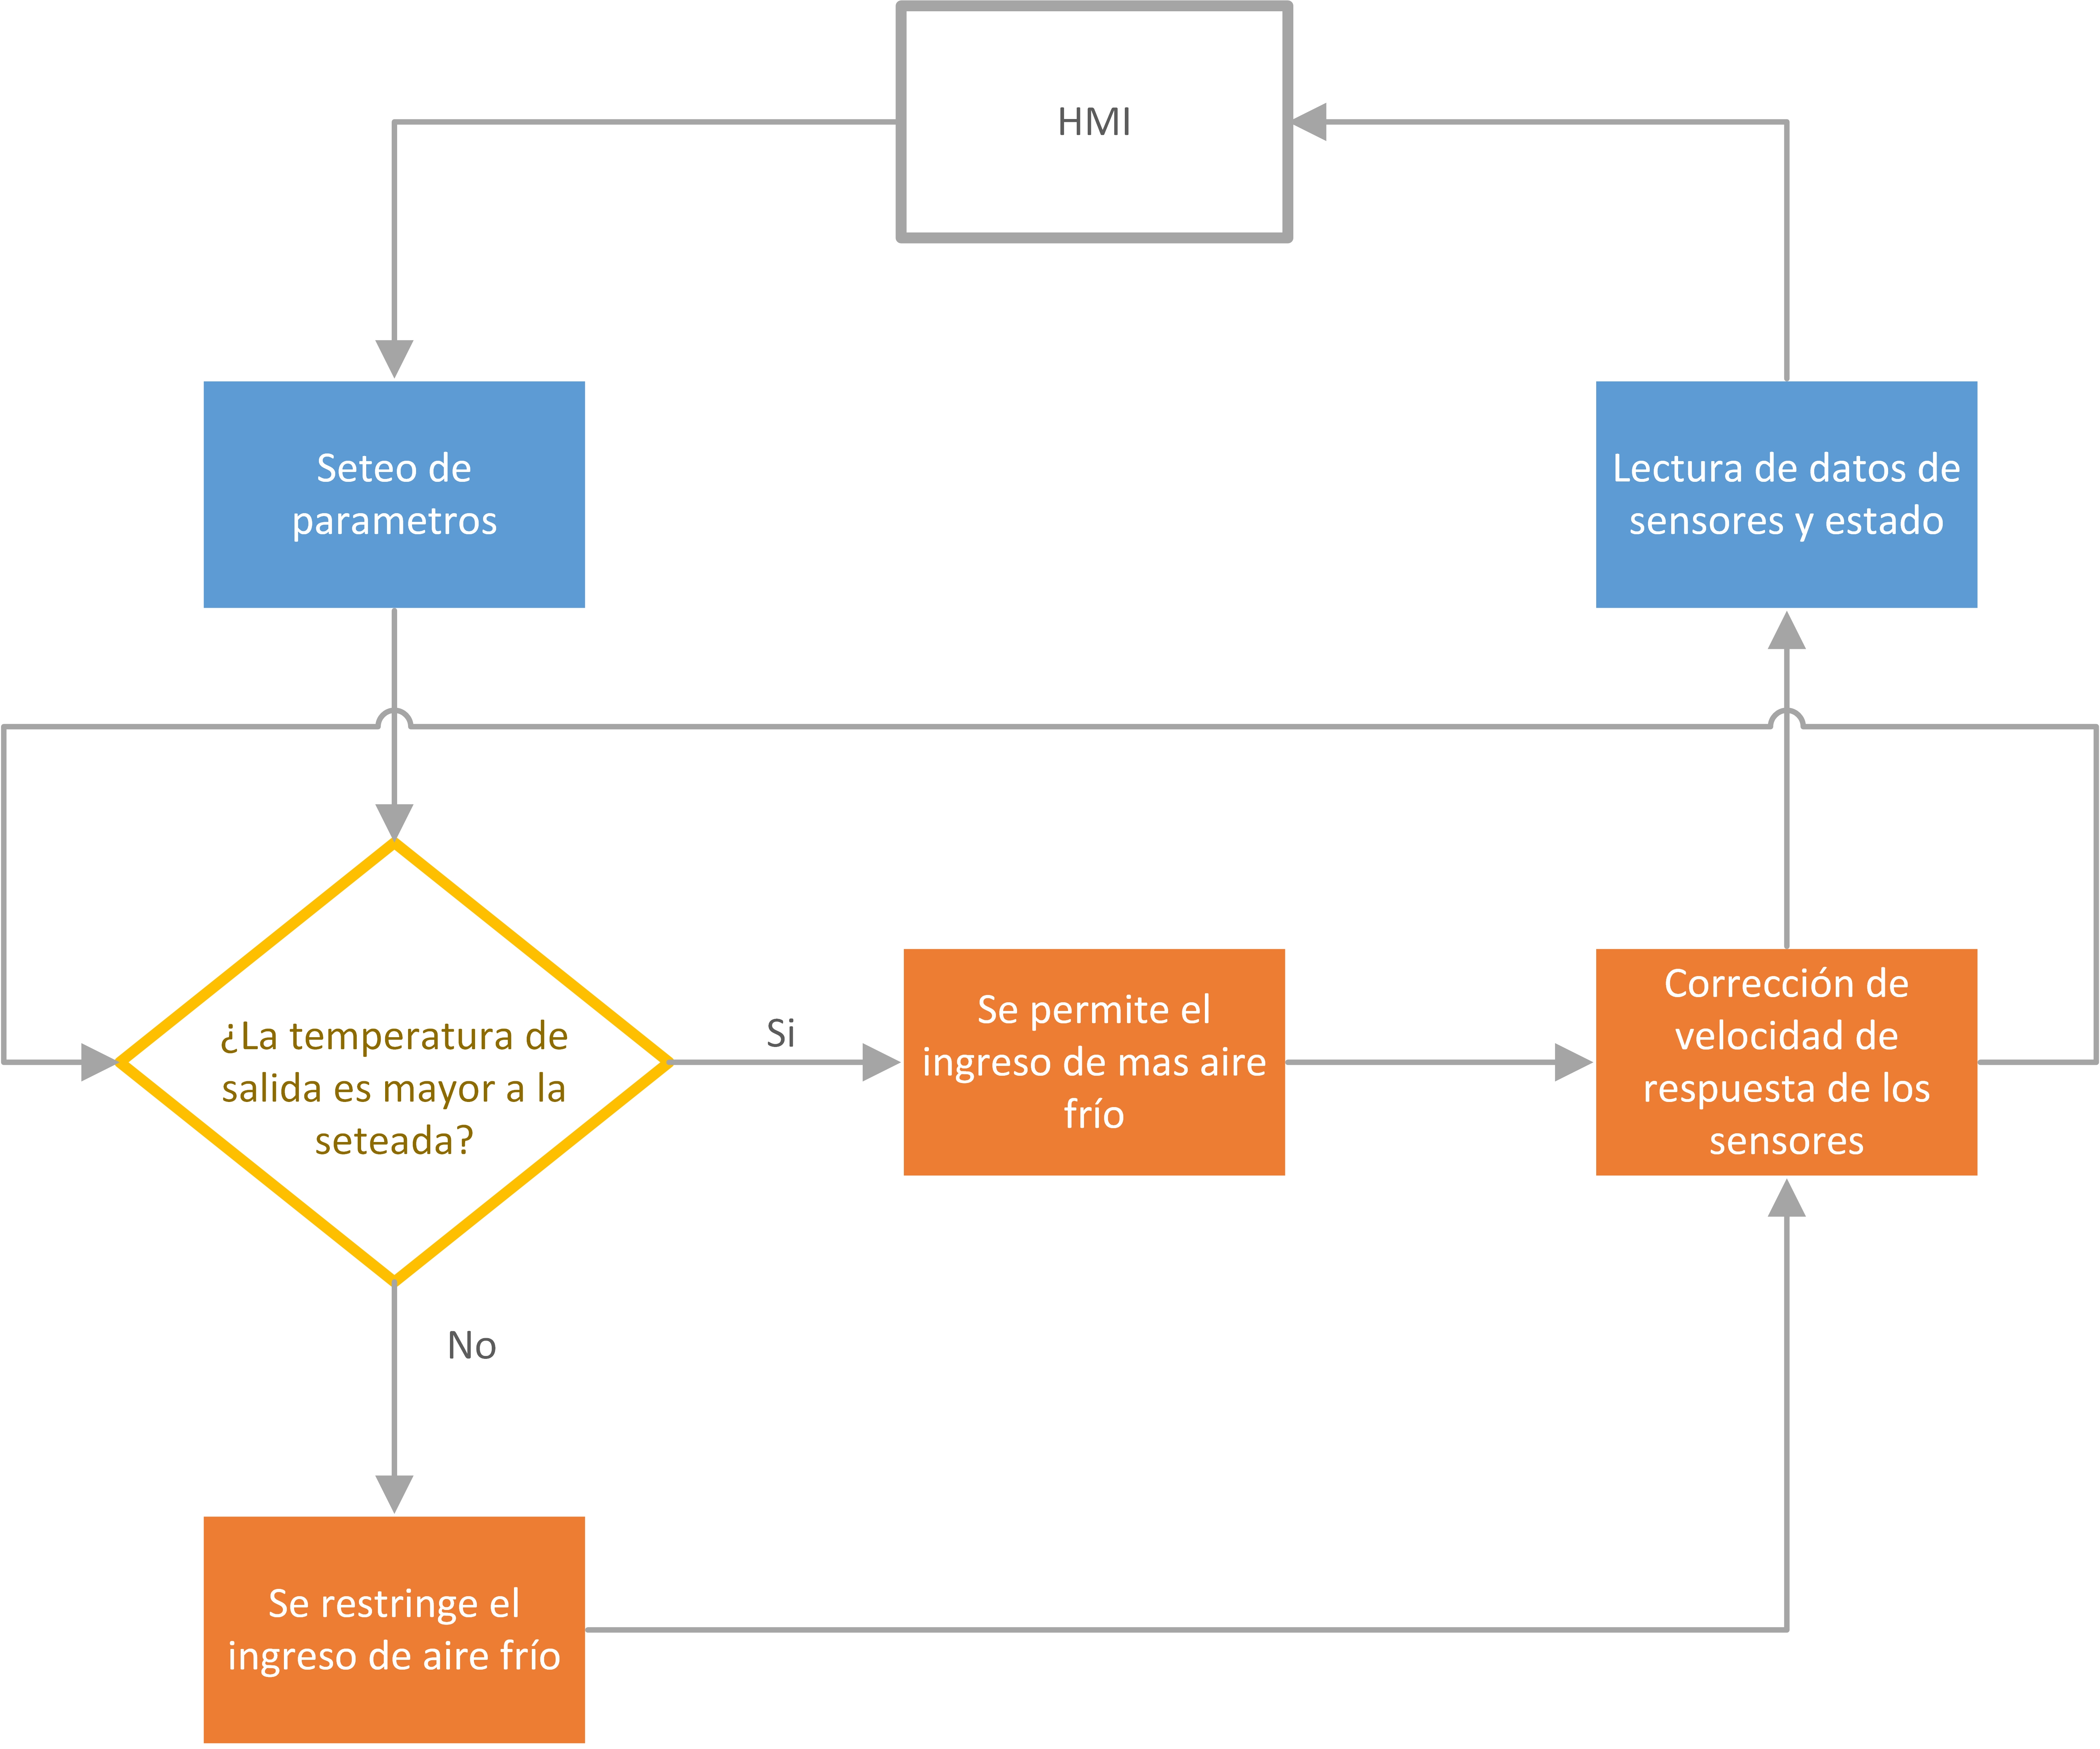 HMI
Seteo de
parametros
Lectura de datos de
sensores y estado
¿La temperatura de
salida es mayor a la
seteada?
Si
Se permite el
ingreso de mas aire
frío
Corrección de
velocidad de
respuesta de los
sensores
No
Se restringe el
ingreso de aire frío